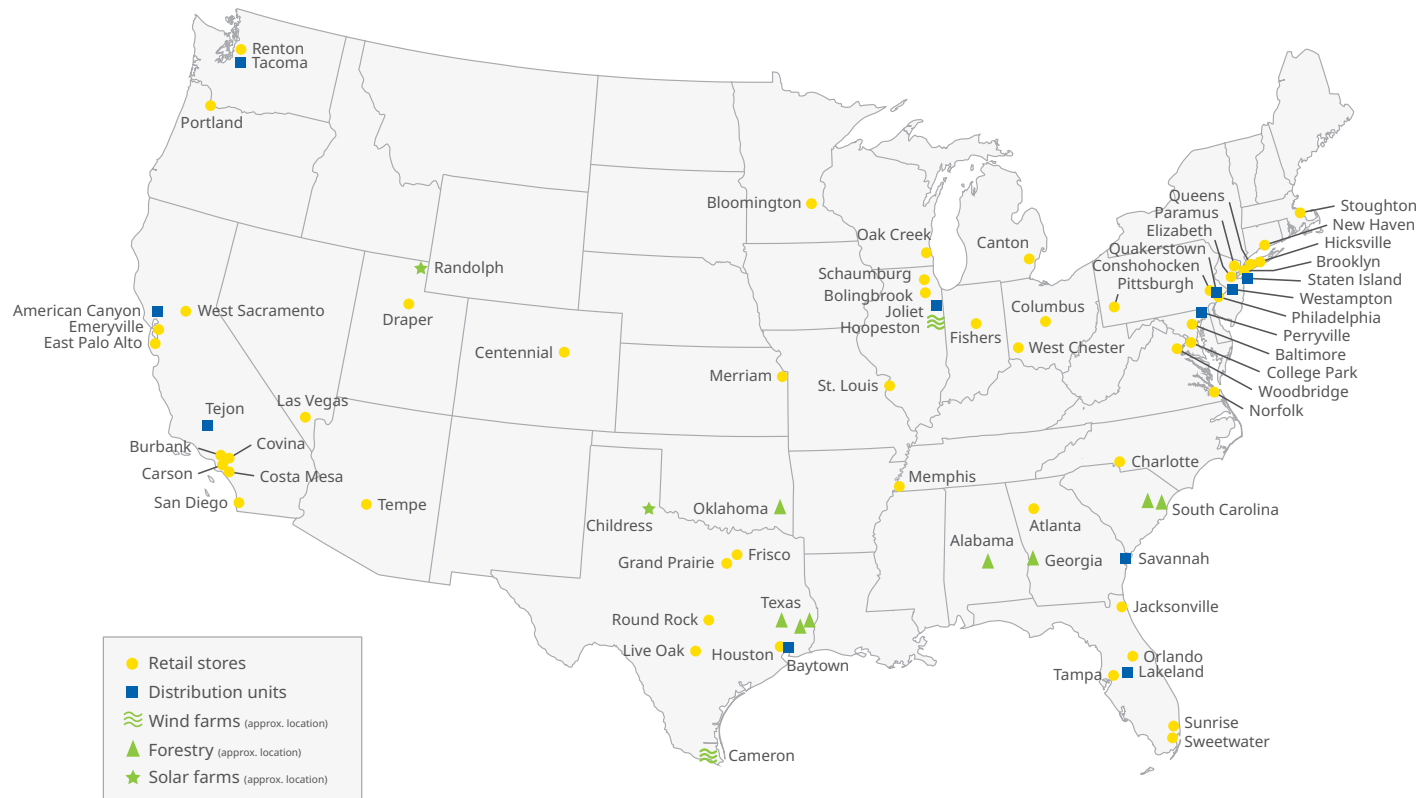 Renton
Tacoma
Portland
Bloomington
Queens
Paramus
Elizabeth
Quakerstown
Conshohocken
Pittsburgh
Stoughton
New Haven
Hicksville
Brooklyn
Staten Island
Westampton
Philadelphia
Perryville
Baltimore
College Park
Woodbridge
Norfolk
Oak Creek
Canton
Schaumburg
Bolingbrook
Joliet
Hoopeston
Columbus
Fishers
West Chester
Randolph
Draper
American Canyon
West Sacramento
Emeryville
East Palo Alto
Centennial
Merriam
St. Louis
Las Vegas
Tejon
Burbank
Covina
Carson
Costa Mesa
San Diego
Tempe
Memphis
Charlotte
Childress
Oklahoma
Atlanta
South Carolina
Alabama
Georgia
Savannah
Frisco
Grand Prairie
Texas
Round Rock
Live Oak
Houston
Baytown
Jacksonville
Orlando
Lakeland
Tampa
Sunrise
Sweetwater
Cameron
Retail stores
Distribution units
Wind farms (approx. location)
Forestry (approx. location)
Solar farms (approx. location)